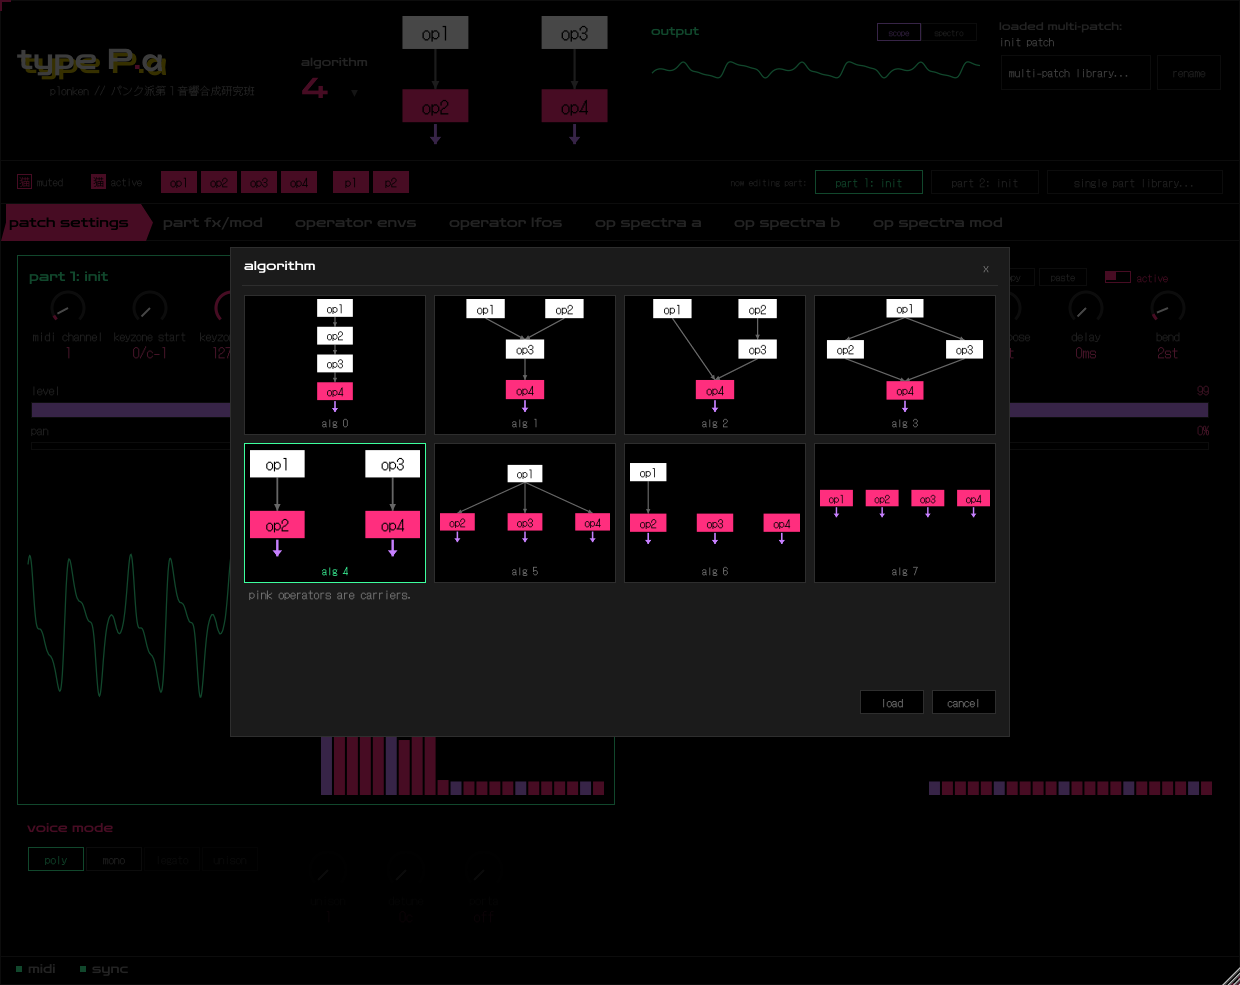 type P.a
plonken // パンク派第1音響合成研究班
algorithm
4
op1
op3
op2
op4
output
scope
spectra
loaded multi-patch:
init patch
multi-patch library...
rename
muted
active
op1 op2 op3 op4 p1 p2
now editing part:
part 1: init
part 2: init
single part library...
patch settings
part fx/mod
operator envs
operator lfos
op spectra a
op spectra b
op spectra mod
part 1: init
paste
active
midi channel
1
keyzone start
0/c-1
delay
0ms
bend
2st
level
99
pan
0%
algorithm
x
op1
op2
op3
op4
alg 0
op1 op2
op3
op4
alg 1
op1 op2
op3
op4
alg 2
op1
op2 op3
op4
alg 3
op1 op3
op2 op4
alg 4
op1
op2 op3 op4
alg 5
op1
op2 op3 op4
alg 6
op1 op2 op3 op4
alg 7
pink operators are carriers.
load
cancel
voice mode
poly
mono
legato
unison
midi
sync